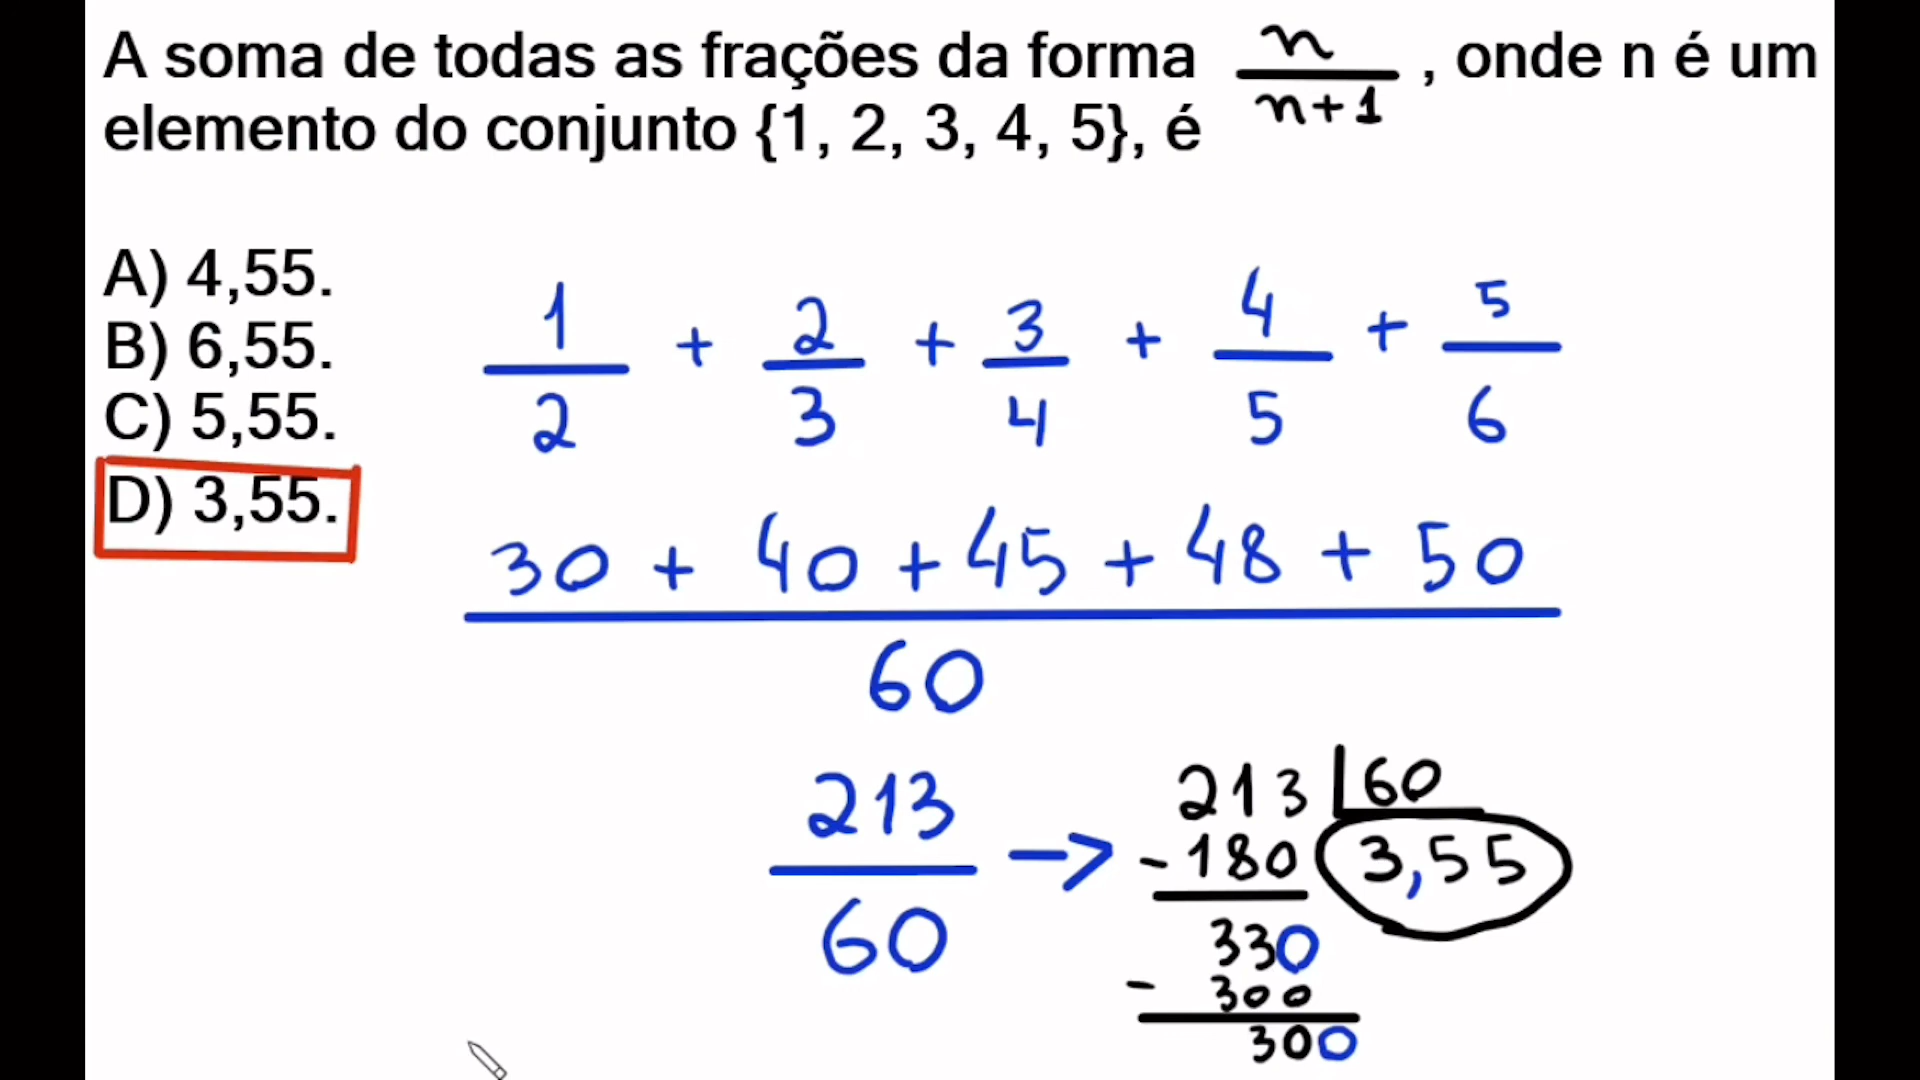 A soma de todas as frações da forma n/n+1, onde n é um
elemento do conjunto {1, 2, 3, 4, 5}, é
A) 4,55.
B) 6,55.
C) 5,55.
D) 3,55.
1/2 + 2/3 + 3/4 + 4/5 + 5/6
30 + 40 + 45 + 48 + 50
60
213/60 → 213 |60
- 180 3,55
330
- 300
300